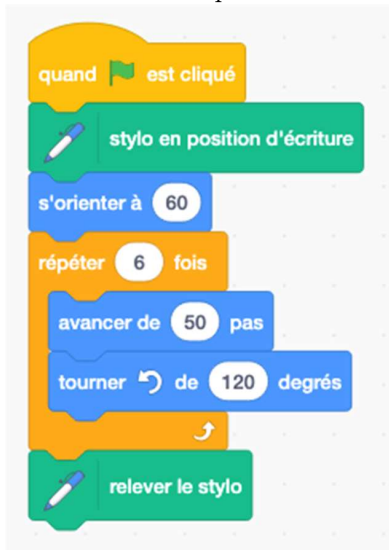 quand est cliqué
stylo en position d'écriture
s'orienter à 60
répéter 6 fois
avancer de 50 pas
tourner de 120 degrés
relever le stylo